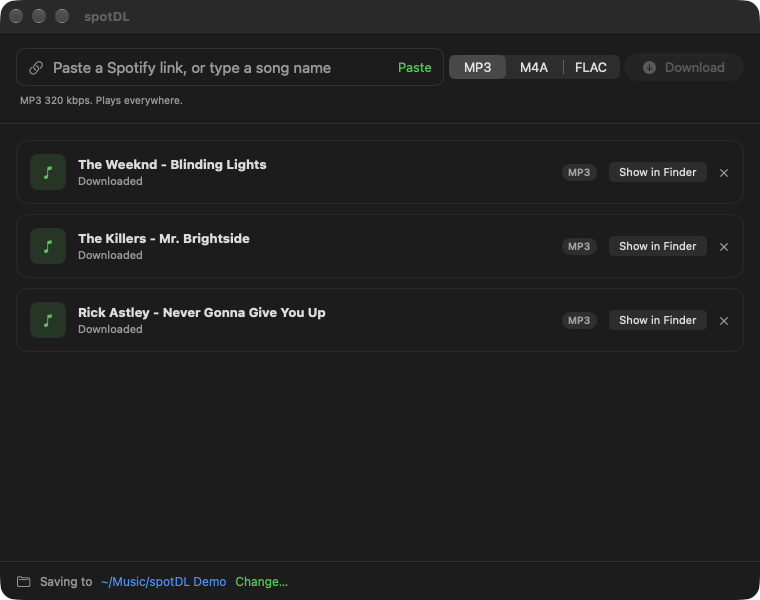 spotDL
Paste a Spotify link, or type a song name Paste MP3 M4A FLAC Download
MP3 320 kbps. Plays everywhere.
The Weeknd - Blinding Lights
Downloaded
MP3 Show in Finder
The Killers - Mr. Brightside
Downloaded
MP3 Show in Finder
Rick Astley - Never Gonna Give You Up
Downloaded
MP3 Show in Finder
Saving to ~/Music/spotDL Demo Change...